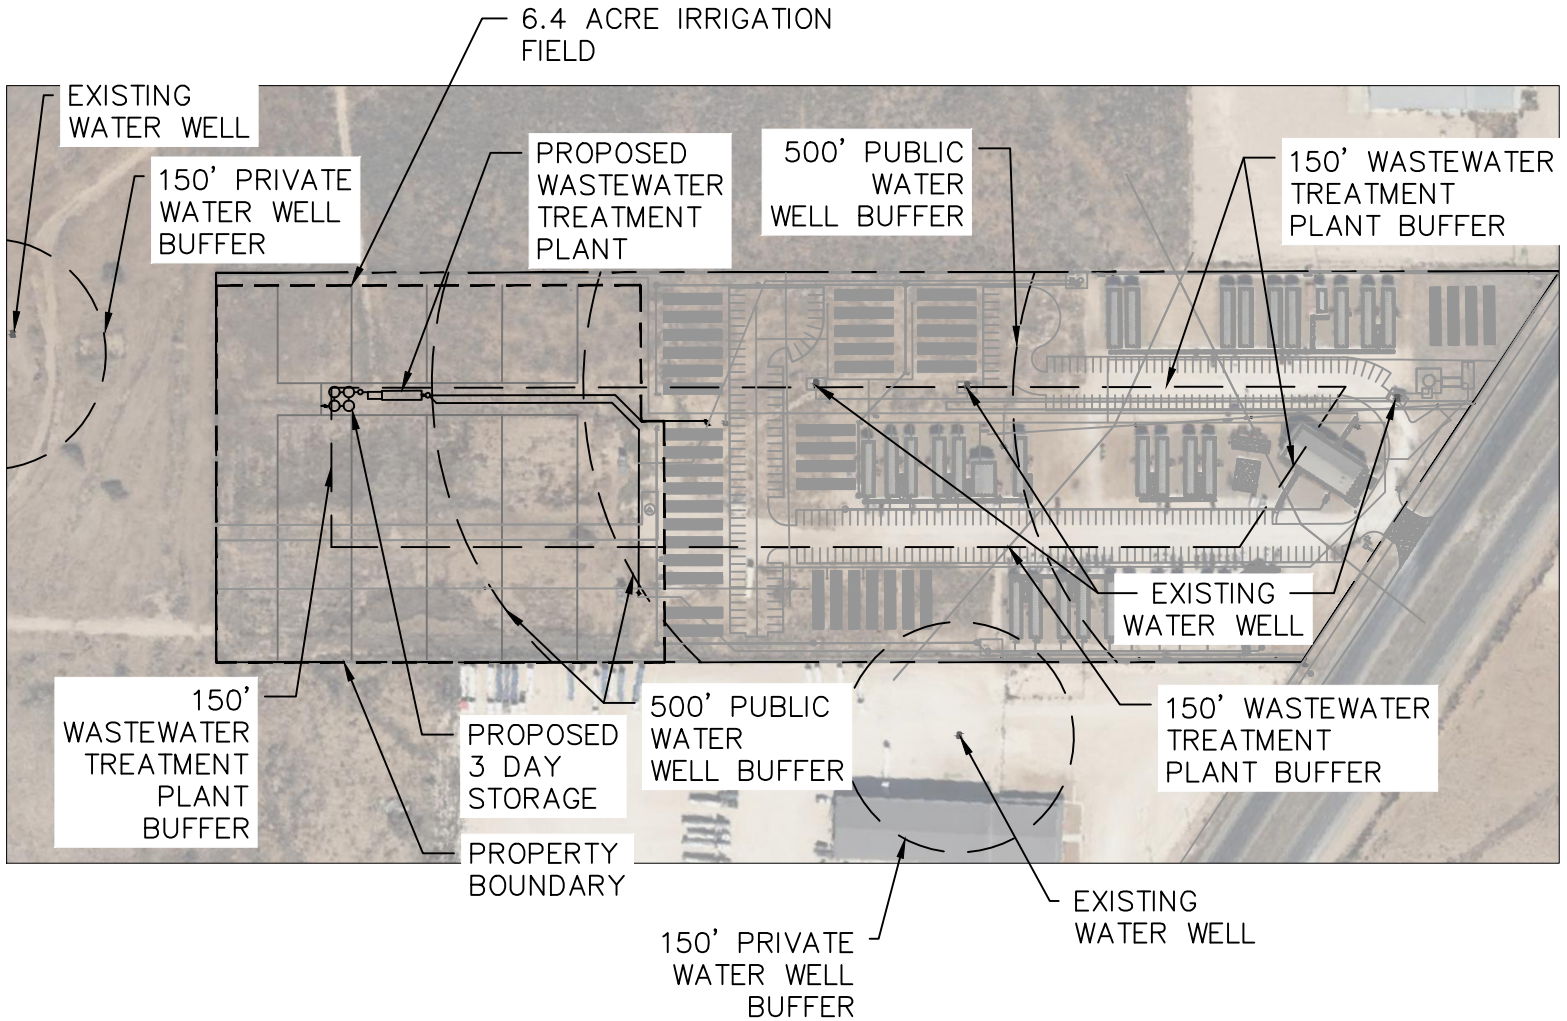 6.4 ACRE IRRIGATION
FIELD
EXISTING
WATER WELL
PROPOSED
WASTEWATER
TREATMENT
PLANT
500' PUBLIC
WATER
WELL BUFFER
150' WASTEWATER
TREATMENT
PLANT BUFFER
150' PRIVATE
WATER WELL
BUFFER
EXISTING
WATER WELL
150'
WASTEWATER
TREATMENT
PLANT
BUFFER
PROPOSED
3 DAY
STORAGE
500' PUBLIC
WATER
WELL BUFFER
150' WASTEWATER
TREATMENT
PLANT BUFFER
PROPERTY
BOUNDARY
EXISTING
WATER WELL
150' PRIVATE
WATER WELL
BUFFER